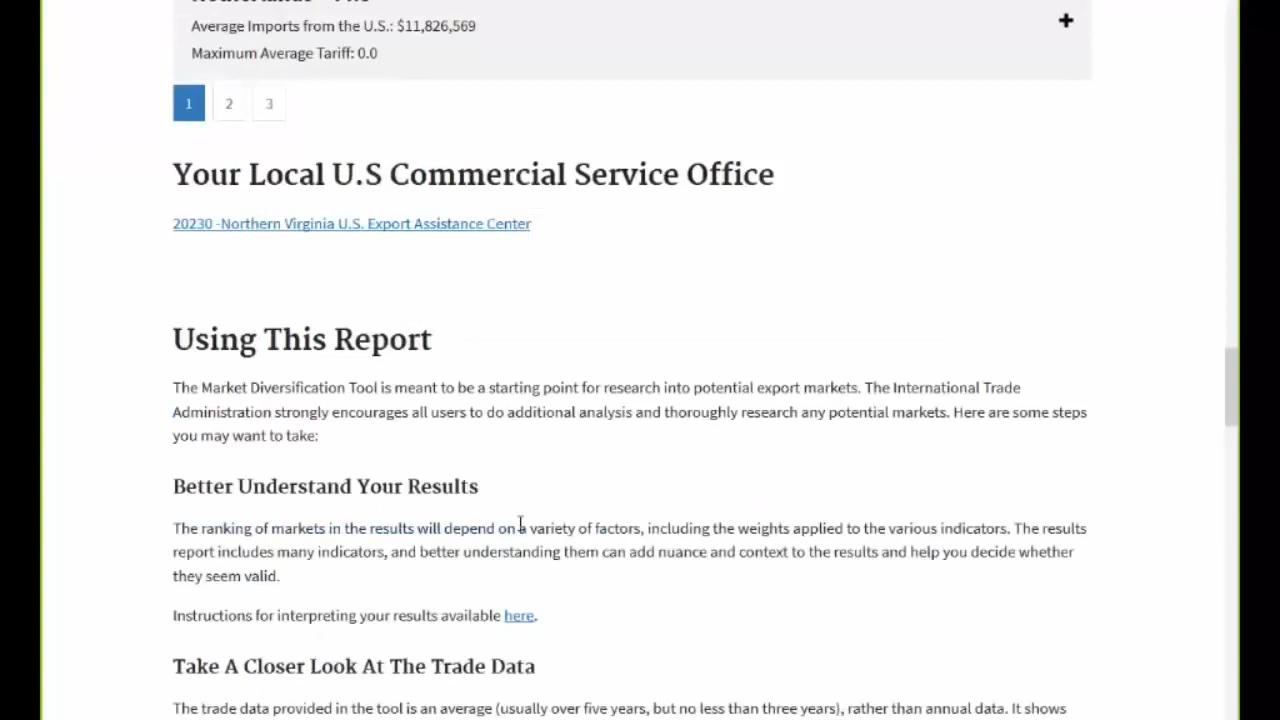 Average Imports from the U.S.: $11,826,569
Maximum Average Tariff: 0.0
1 2 3
Your Local U.S Commercial Service Office
20230 -Northern Virginia U.S. Export Assistance Center
Using This Report
The Market Diversification Tool is meant to be a starting point for research into potential export markets. The International Trade
Administration strongly encourages all users to do additional analysis and thoroughly research any potential markets. Here are some steps
you may want to take:
Better Understand Your Results
The ranking of markets in the results will depend on a variety of factors, including the weights applied to the various indicators. The results
report includes many indicators, and better understanding them can add nuance and context to the results and help you decide whether
they seem valid.
Instructions for interpreting your results available here.
Take A Closer Look At The Trade Data
The trade data provided in the tool is an average (usually over five years, but no less than three years), rather than annual data. It shows